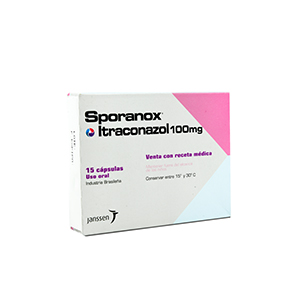 Sporanox®
Itraconazol 100mg
Venta con receta médica
15 cápsulas
Uso oral
Industria Brasileña
Conservar entre 15° y 30°C
janssen